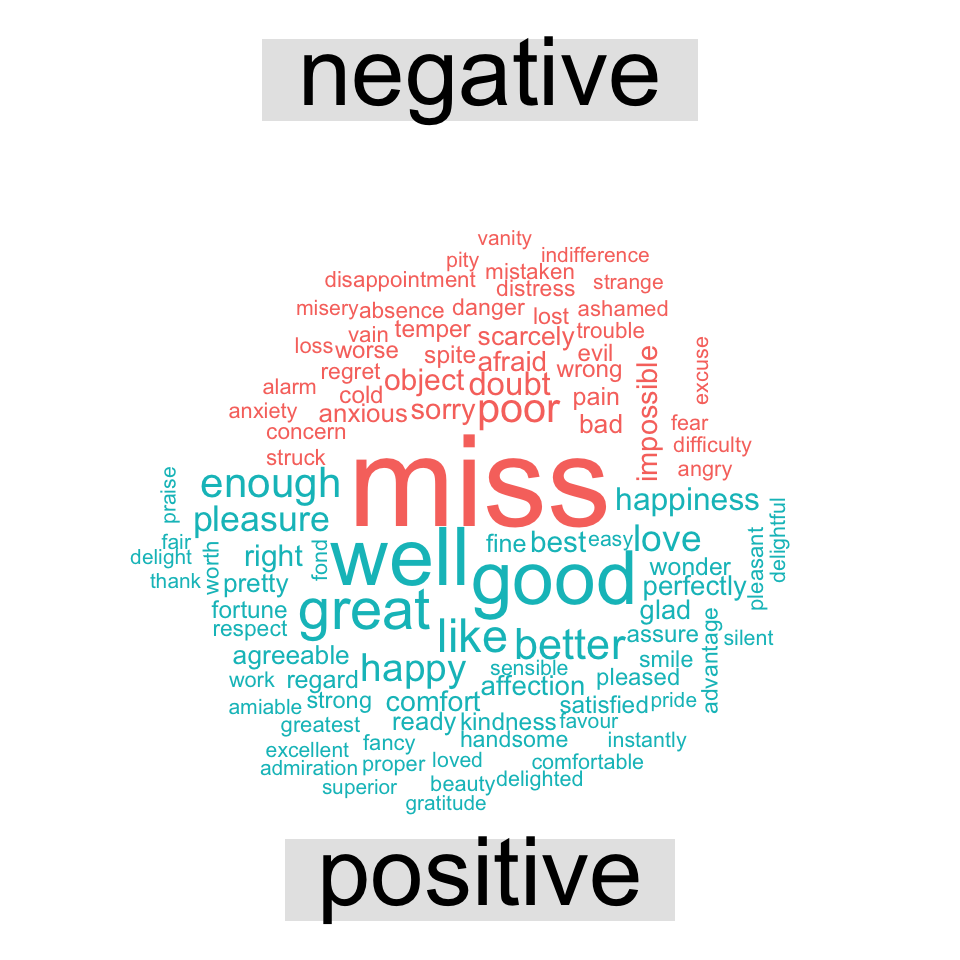 negative
vanity
pity indifference
disappointment mistaken strange
distress
misery absence danger lost ashamed
vain temper scarcely trouble
loss worse spite afraid evil excuse
regret object doubt wrong impossible
alarm cold pain
anxiety anxious sorry poor bad fear
concern difficulty
struck miss angry
praise enough happiness
pleasure delightful
fair right well fine best easy love pleasant
delight worth fond wonder
thank pretty good perfectly
fortune great glad
respect like better assure advantage silent
agreeable happy sensible smile
work regard affection pleased
amiable strong comfort satisfied pride
greatest ready kindness favour
excellent fancy handsome instantly
admiration proper loved comfortable
superior beauty delighted
gratitude
positive